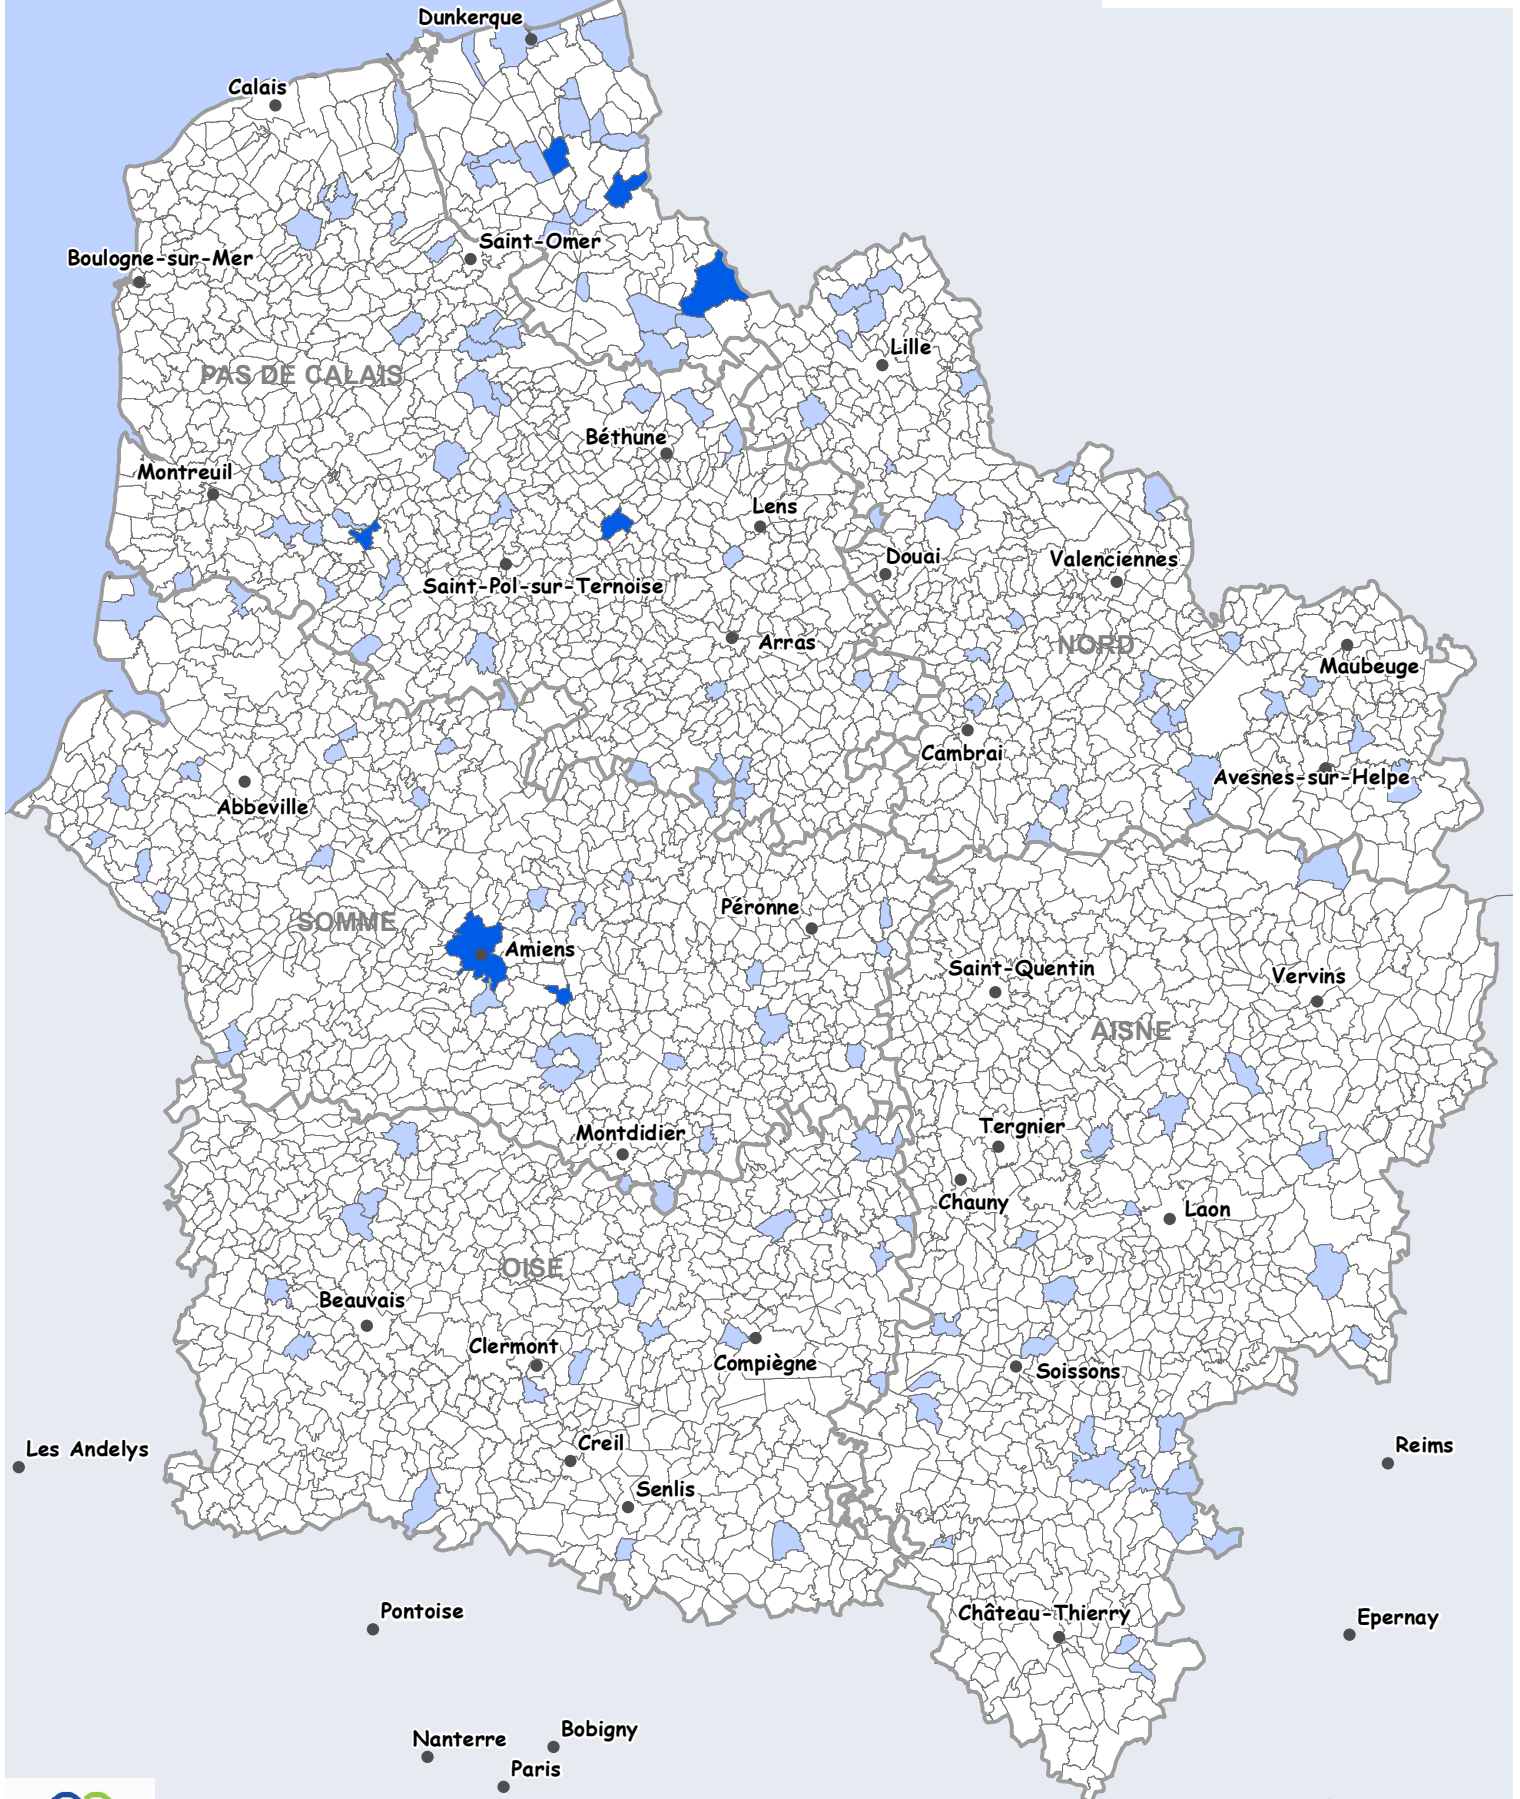 Dunkerque
Calais
Saint-Omer
Boulogne-sur-Mer
Lille
PAS DE CALAIS
Béthune
Montreuil
Lens
Douai
Valenciennes
Saint-Pol-sur-Ternoise
Arras
NORD
Maubeuge
Cambrai
Avesnes-sur-Helpe
Abbeville
Péronne
SOMME
Amiens
Saint-Quentin
Vervins
AISNE
Tergnier
Montdidier
Chauny
Laon
OISE
Beauvais
Clermont
Compiègne
Soissons
Creil
Les Andelys
Reims
Senlis
Pontoise
Château-Thierry
Epernay
Bobigny
Nanterre
Paris